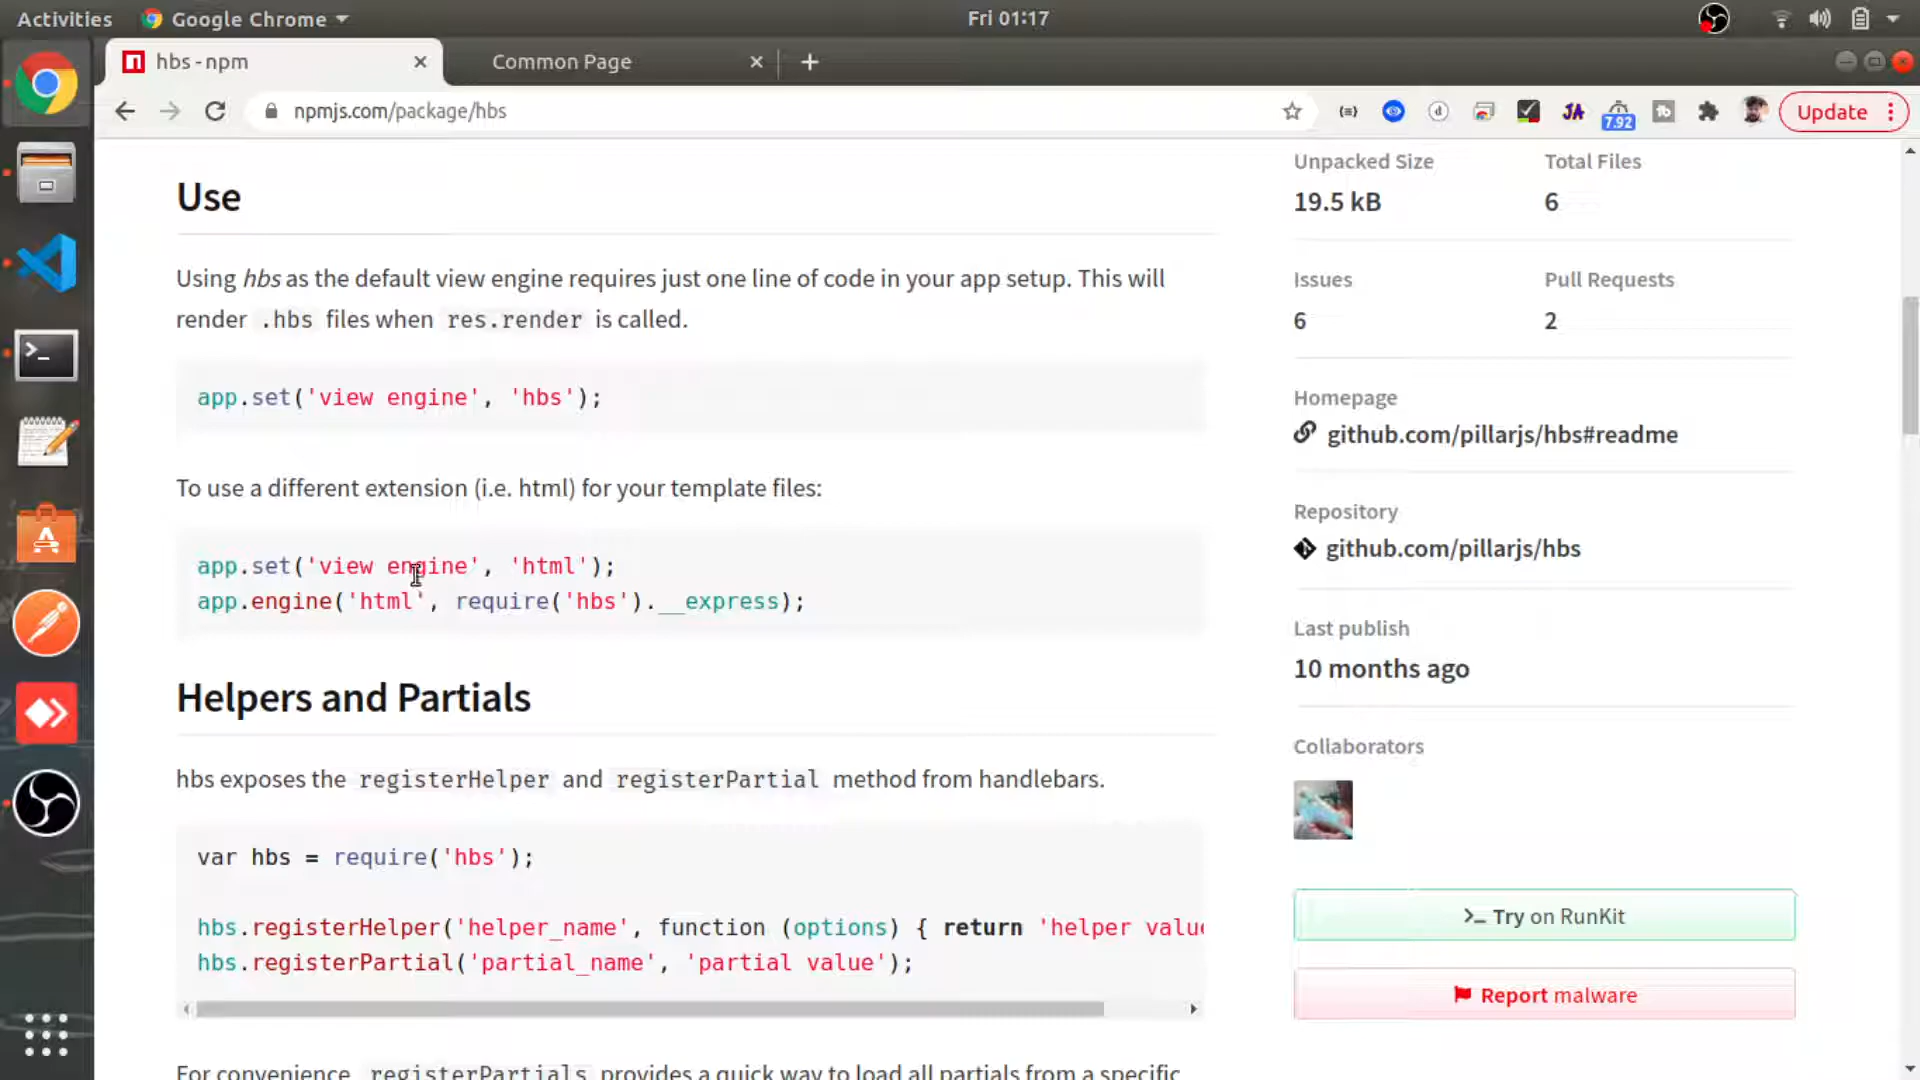 Activities
Google Chrome
Fri 01:17
hbs - npm
Common Page
npmjs.com/package/hbs
7.92
Update
Use
Using hbs as the default view engine requires just one line of code in your app setup. This will
render .hbs files when res.render is called.
app.set('view engine', 'hbs');
To use a different extension (i.e. html) for your template files:
app.set('view engine', 'html');
app.engine('html', require('hbs').__express);
Helpers and Partials
hbs exposes the registerHelper and registerPartial method from handlebars.
var hbs = require('hbs');
hbs.registerHelper('helper_name', function (options) { return 'helper value
hbs.registerPartial('partial_name', 'partial value');
For convenience, registerPartials provides a quick way to load all partials from a specific
Unpacked Size
19.5 kB
Total Files
6
Issues
6
Pull Requests
2
Homepage
github.com/pillarjs/hbs#readme
Repository
github.com/pillarjs/hbs
Last publish
10 months ago
Collaborators
Try on RunKit
Report malware